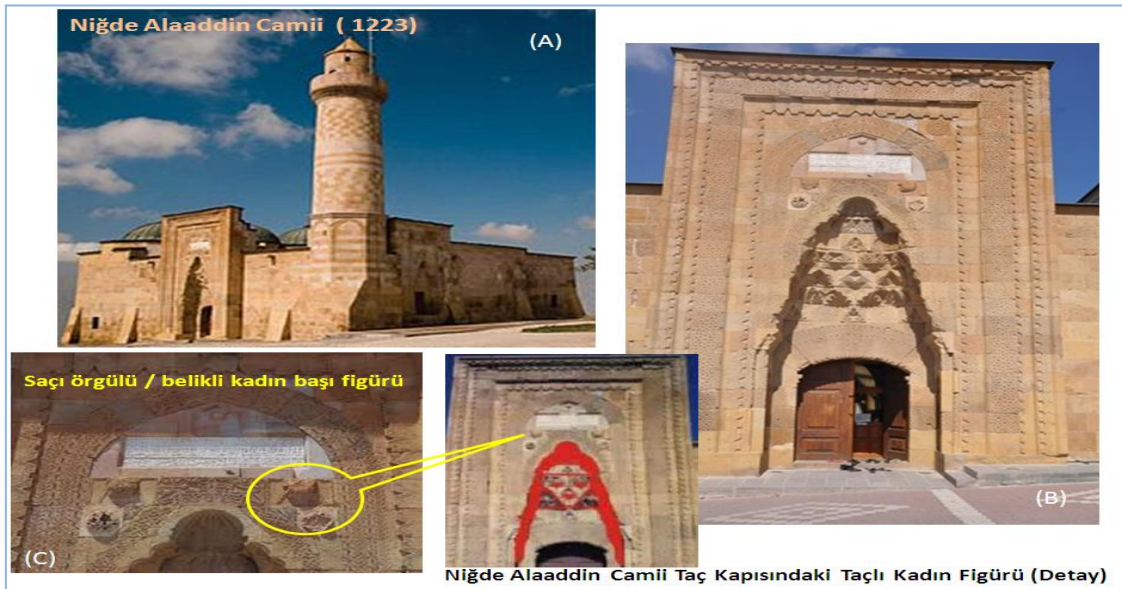 Niğde Alaaddin Camii ( 1223)
(A)
(B)
Saçı örgülü / belikli kadın başı figürü
(C)
Niğde Alaaddin Camii Taç Kapısındaki Taçlı Kadın Figürü (Detay)